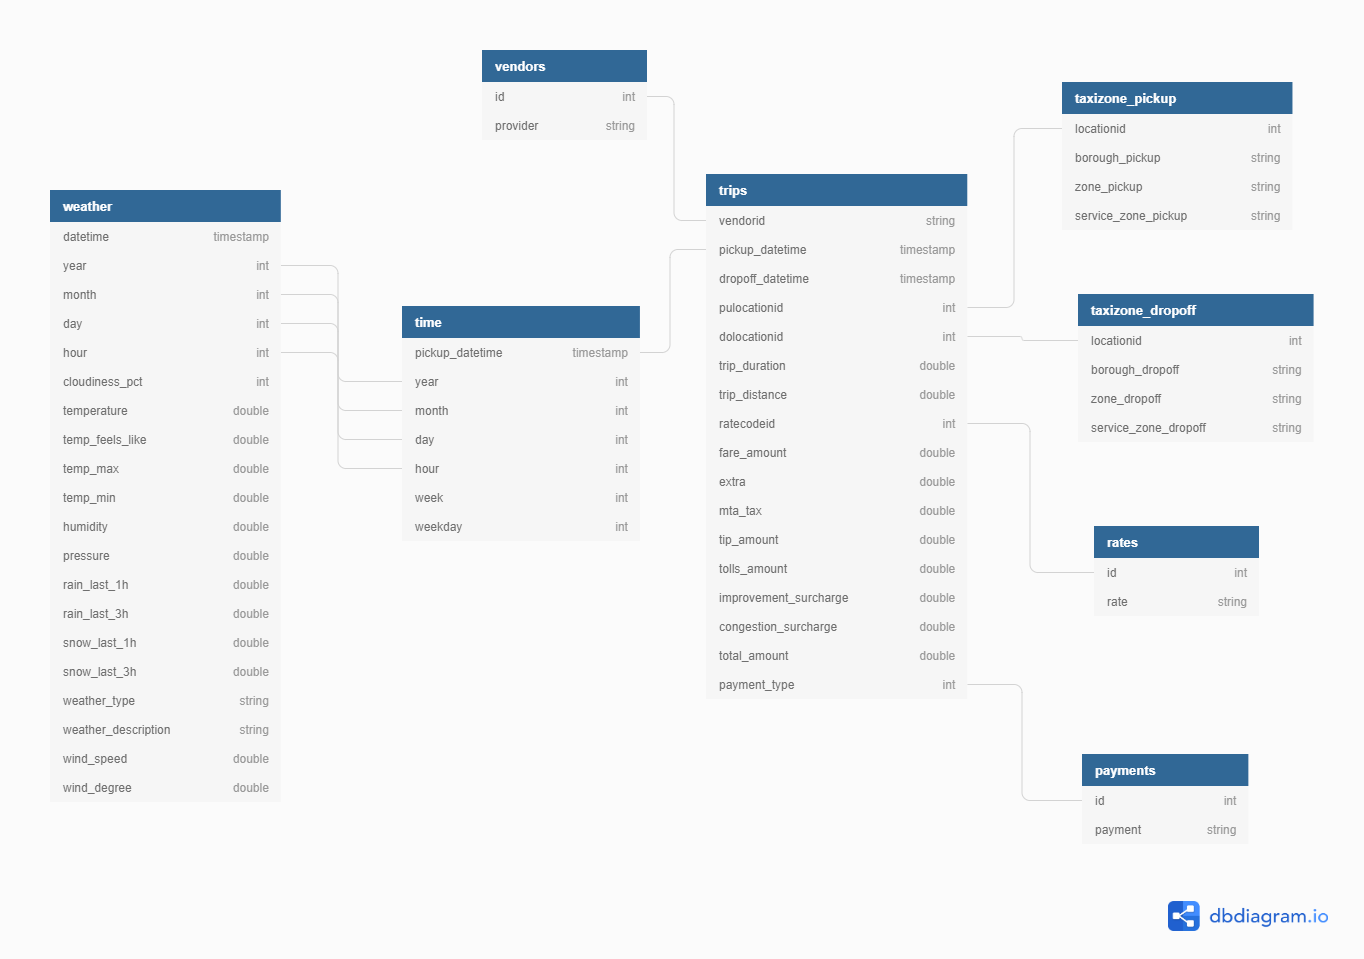 vendors
id int
provider string
taxizone_pickup
locationid int
borough_pickup string
zone_pickup string
service_zone_pickup string
weather
datetime timestamp
year int
month int
day int
hour int
cloudiness_pct int
temperature double
temp_feels_like double
temp_max double
temp_min double
humidity double
pressure double
rain_last_1h double
rain_last_3h double
snow_last_1h double
snow_last_3h double
weather_type string
weather_description string
wind_speed double
wind_degree double
time
pickup_datetime timestamp
year int
month int
day int
hour int
week int
weekday int
trips
vendorid string
pickup_datetime timestamp
dropoff_datetime timestamp
pulocationid int
dolocationid int
trip_duration double
trip_distance double
ratecodeid int
fare_amount double
extra double
mta_tax double
tip_amount double
tolls_amount double
improvement_surcharge double
congestion_surcharge double
total_amount double
payment_type int
taxizone_dropoff
locationid int
borough_dropoff string
zone_dropoff string
service_zone_dropoff string
rates
id int
rate string
payments
id int
payment string
dbdiagram.io